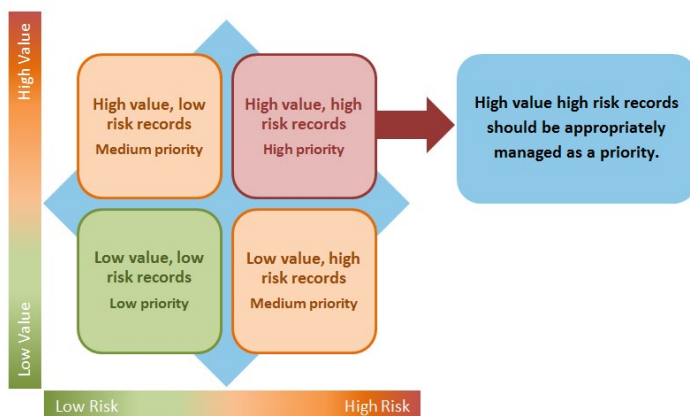 High Value
High value, low
risk records
Medium priority
High value, high
risk records
High priority
High value high risk records
should be appropriately
managed as a priority.
Low value, low
risk records
Low priority
Low value, high
risk records
Medium priority
Low Value
Low Risk
High Risk